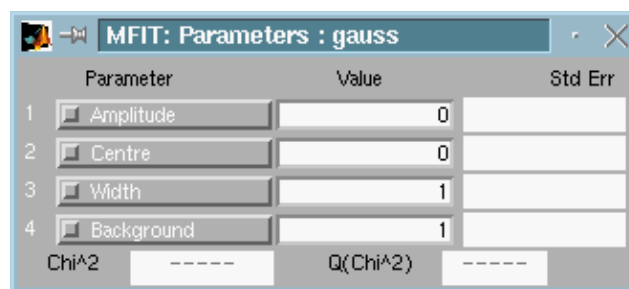 MFIT: Parameters : gauss
Parameter Value Std Err
1 Amplitude 0
2 Centre 0
3 Width 1
4 Background 1
Chi^2 ----- Q(Chi^2) -----